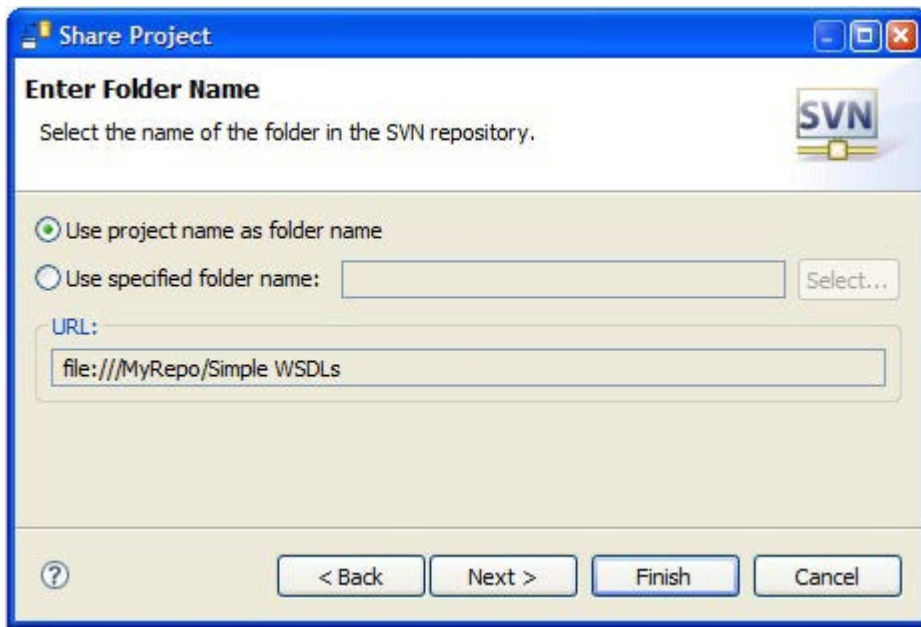 Share Project
Enter Folder Name
Select the name of the folder in the SVN repository.
SVN
Use project name as folder name
Use specified folder name:
Select...
URL:
file:///MyRepo/Simple WSDLs
?
< Back
Next >
Finish
Cancel